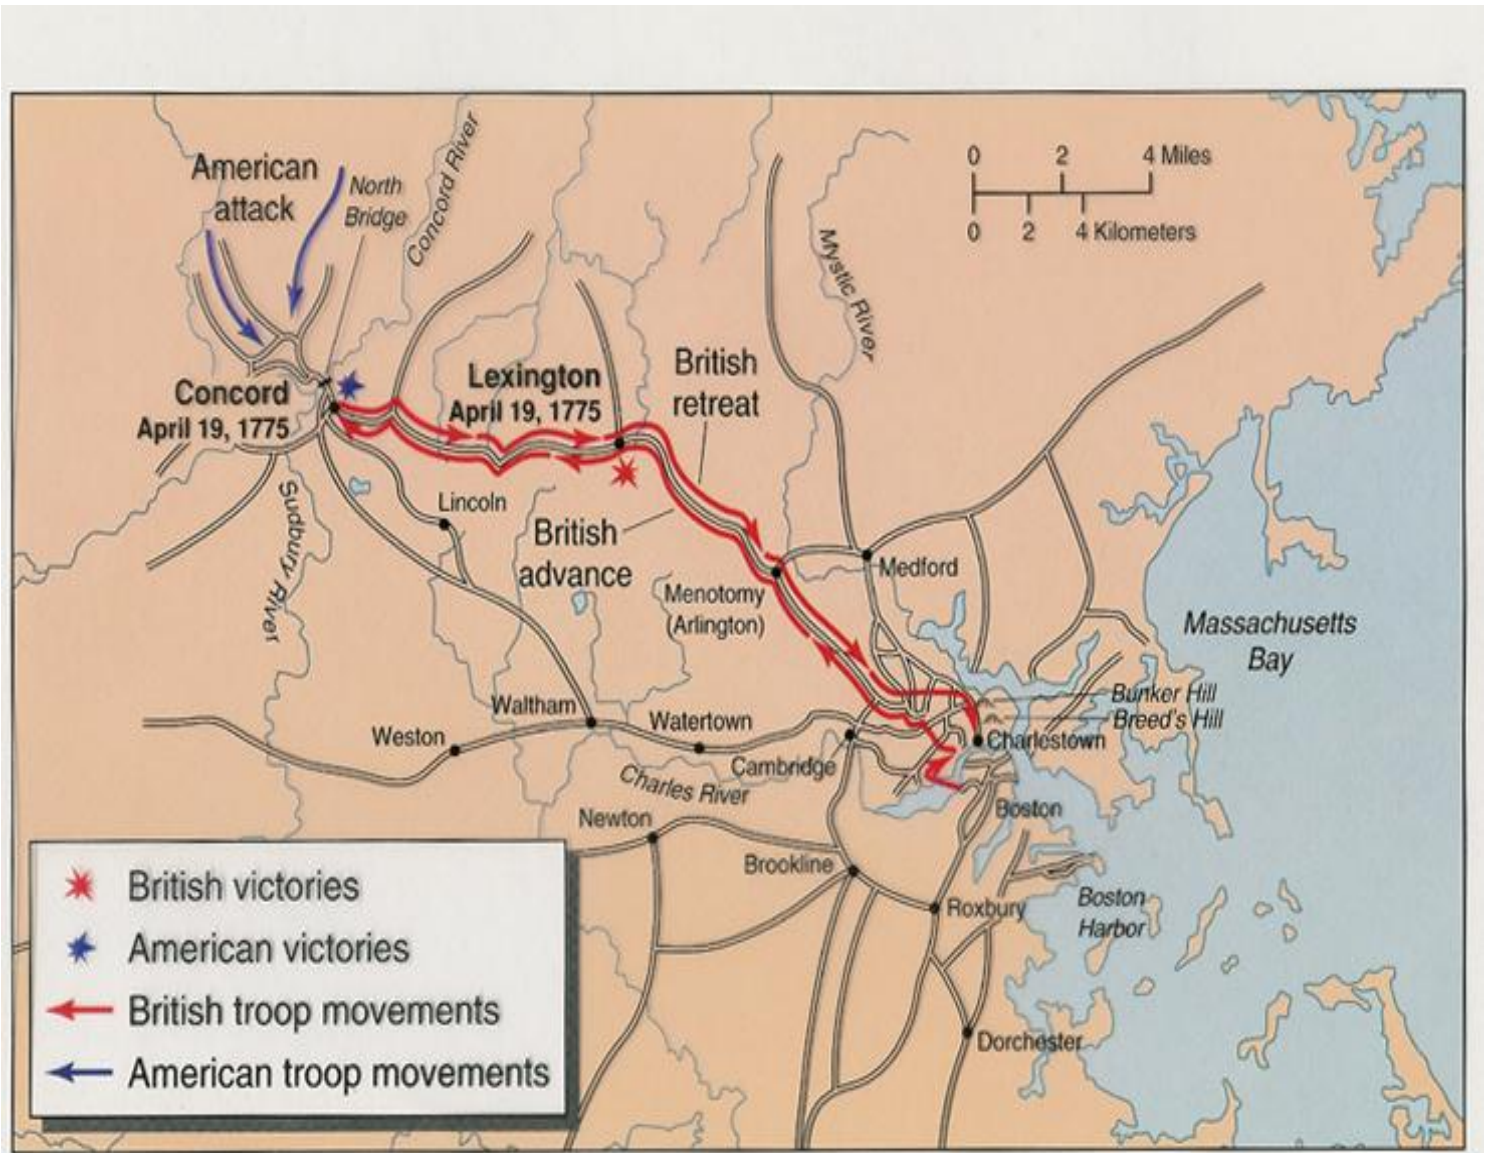 American
attack
North
Bridge
Concord River
Mystic River
0 2 4 Miles
0 2 4 Kilometers
Concord
April 19, 1775
Lexington
April 19, 1775
British
retreat
Lincoln
Sudbury River
British
advance
Menotomy
(Arlington)
Medford
Massachusetts
Bay
Bunker Hill
Breed's Hill
Charlestown
Waltham
Weston
Watertown
Cambridge
Charles River
Boston
Newton
Brookline
Roxbury
Boston
Harbor
Dorchester
British victories
American victories
British troop movements
American troop movements